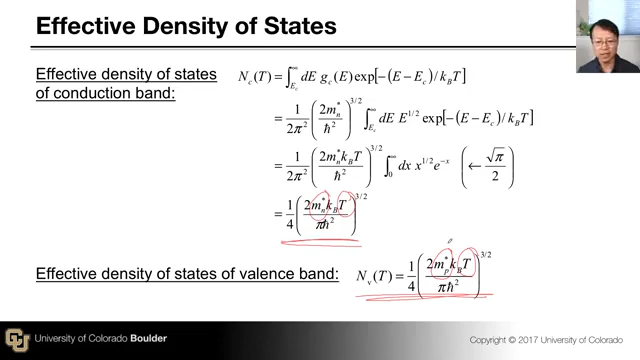 Effective Density of States
Effective density of states
of conduction band:
N_c(T) = ∫_{E_c}^{∞} dE g_c(E) exp[−(E − E_c)/k_BT]
= 1/2π² (2m_n^*/ħ²)^{3/2} ∫_{E_c}^{∞} dE E^{1/2} exp[−(E − E_c)/k_BT]
= 1/2π² (2m_n^*k_BT/ħ²)^{3/2} ∫_0^∞ dx x^{1/2}e^{−x} (← √π/2)
= 1/4 (2m_n^*k_BT/πħ²)^{3/2}
Effective density of states of valence band: N_v(T) = 1/4 (2m_p^*k_BT/πħ²)^{3/2}
CU University of Colorado Boulder
Copyright © 2017 University of Colorado